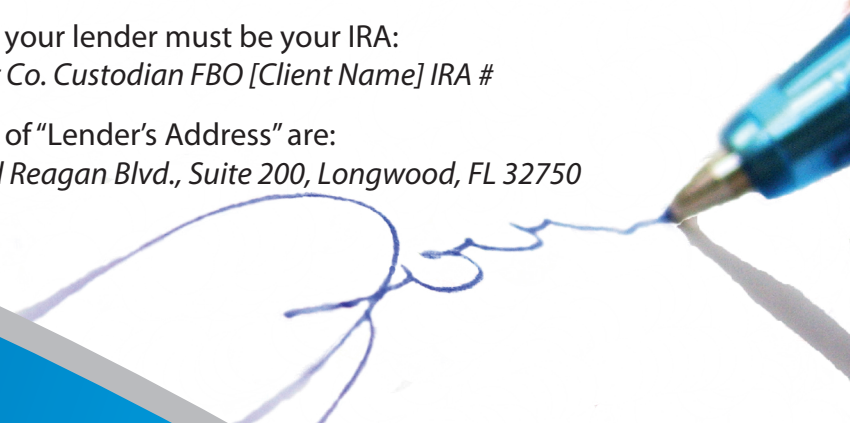 your lender must be your IRA:
Co. Custodian FBO [Client Name] IRA #
of “Lender’s Address” are:
Reagan Blvd., Suite 200, Longwood, FL 32750